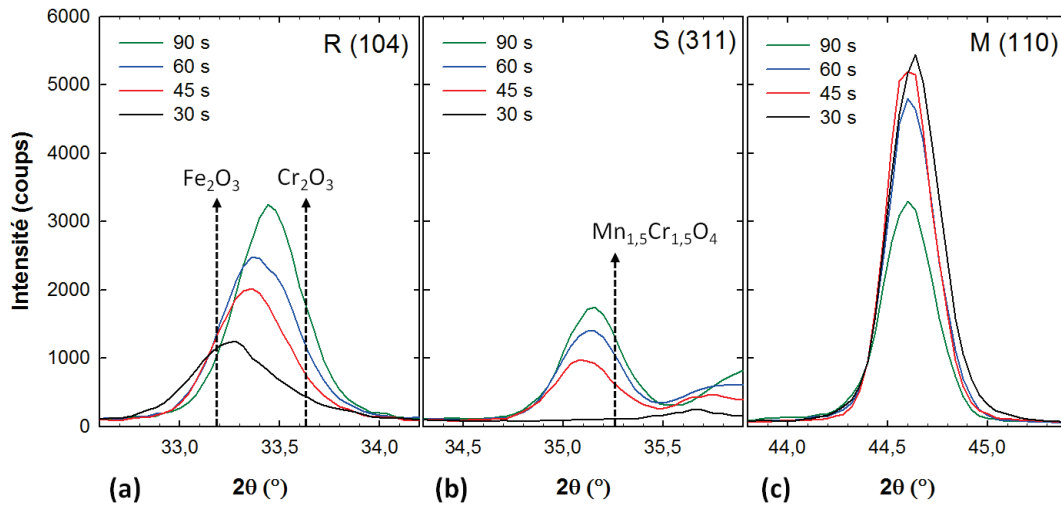 Intensité (coups)
6000
5000
4000
3000
2000
1000
0
R (104)
90 s
60 s
45 s
30 s
Fe₂O₃
Cr₂O₃
33,0
33,5
34,0
(a)
2θ (°)
S (311)
90 s
60 s
45 s
30 s
Mn₁,₅Cr₁,₅O₄
34,5
35,0
35,5
(b)
2θ (°)
M (110)
90 s
60 s
45 s
30 s
44,0
44,5
45,0
(c)
2θ (°)